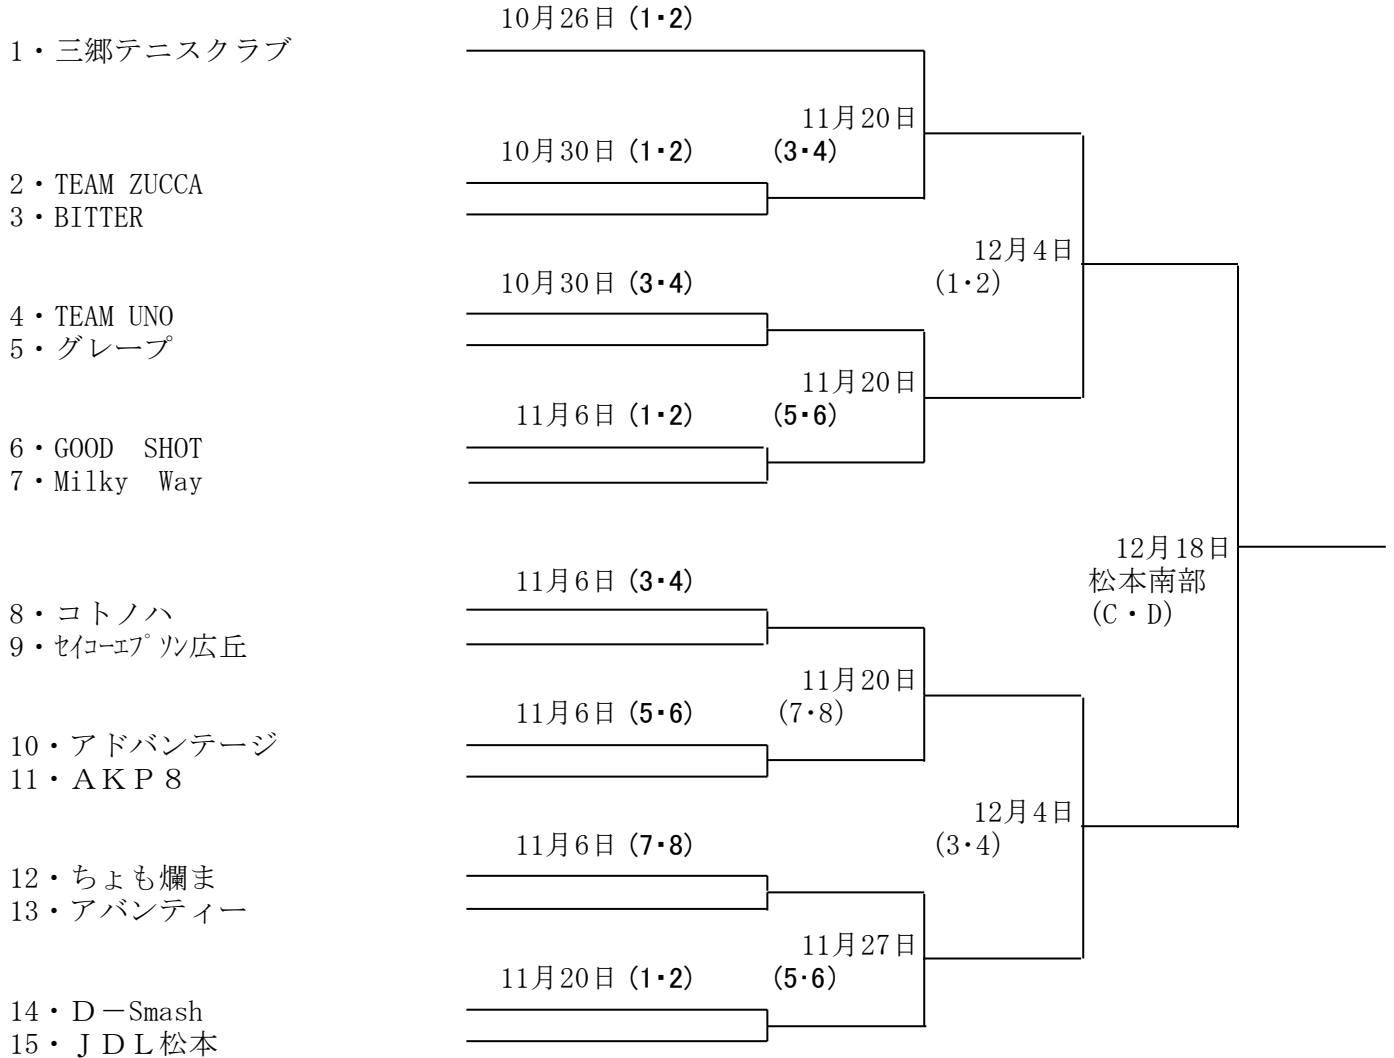 10月26日 (1・2)
1・三郷テニスクラブ
11月20日
10月30日 (1・2) (3・4)
2・TEAM ZUCCA
3・BITTER
12月4日
10月30日 (3・4) (1・2)
4・TEAM UNO
5・グレープ
11月20日
11月6日 (1・2) (5・6)
6・GOOD SHOT
7・Milky Way
12月18日
11月6日 (3・4) 松本南部
8・コトノハ (C・D)
9・ｾｲｺｰｴﾌﾟｿﾝ広丘
11月20日
11月6日 (5・6) (7・8)
10・アドバンテージ
11・ＡＫＰ８
12月4日
11月6日 (7・8) (3・4)
12・ちょも爛ま
13・アバンティー
11月27日
11月20日 (1・2) (5・6)
14・Ｄ－Smash
15・ＪＤＬ松本